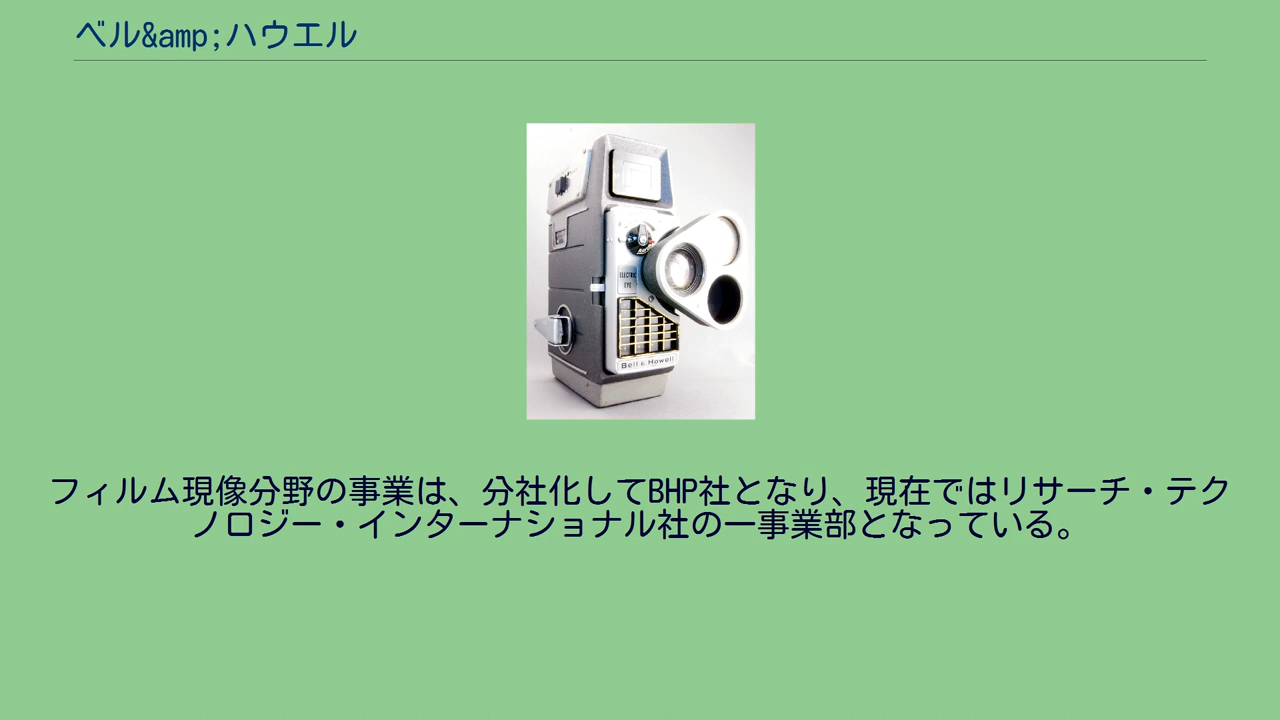 ベル&amp;ハウエル
ELECTRIC
EYE
Bell & Howell
フィルム現像分野の事業は、分社化してBHP社となり、現在ではリサーチ・テク
ノロジー・インターナショナル社の一事業部となっている。